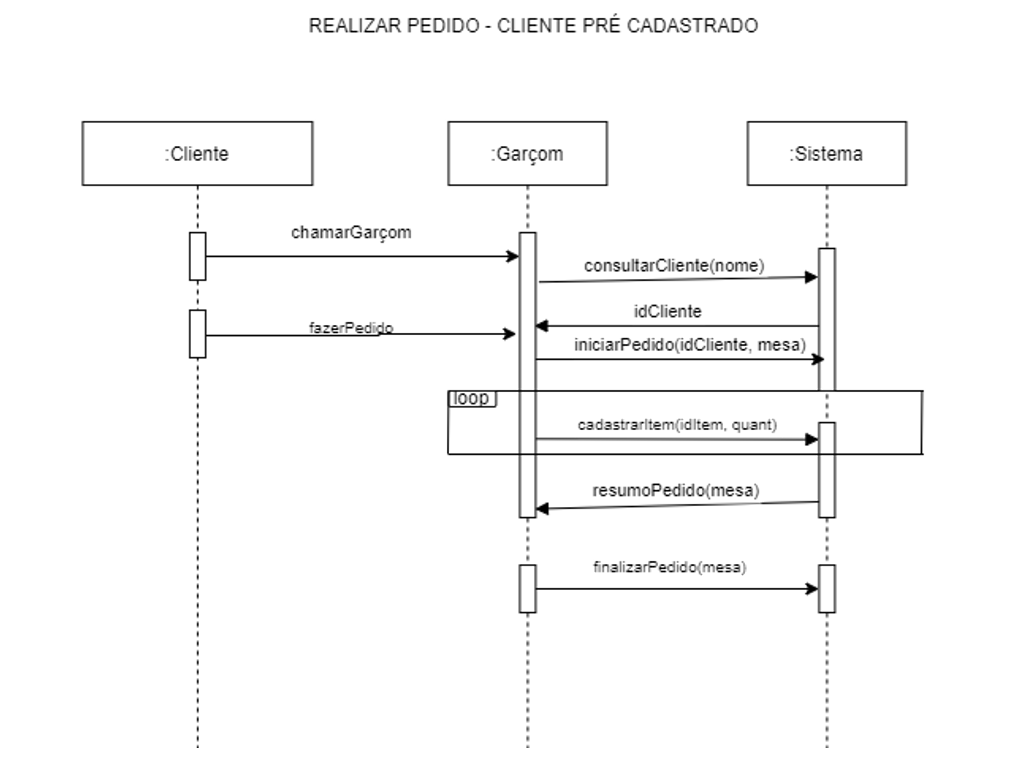 REALIZAR PEDIDO - CLIENTE PRÉ CADASTRADO
:Cliente
:Garçom
:Sistema
chamarGarçom
consultarCliente(nome)
idCliente
fazerPedido
iniciarPedido(idCliente, mesa)
loop
cadastrarItem(idItem, quant)
resumoPedido(mesa)
finalizarPedido(mesa)